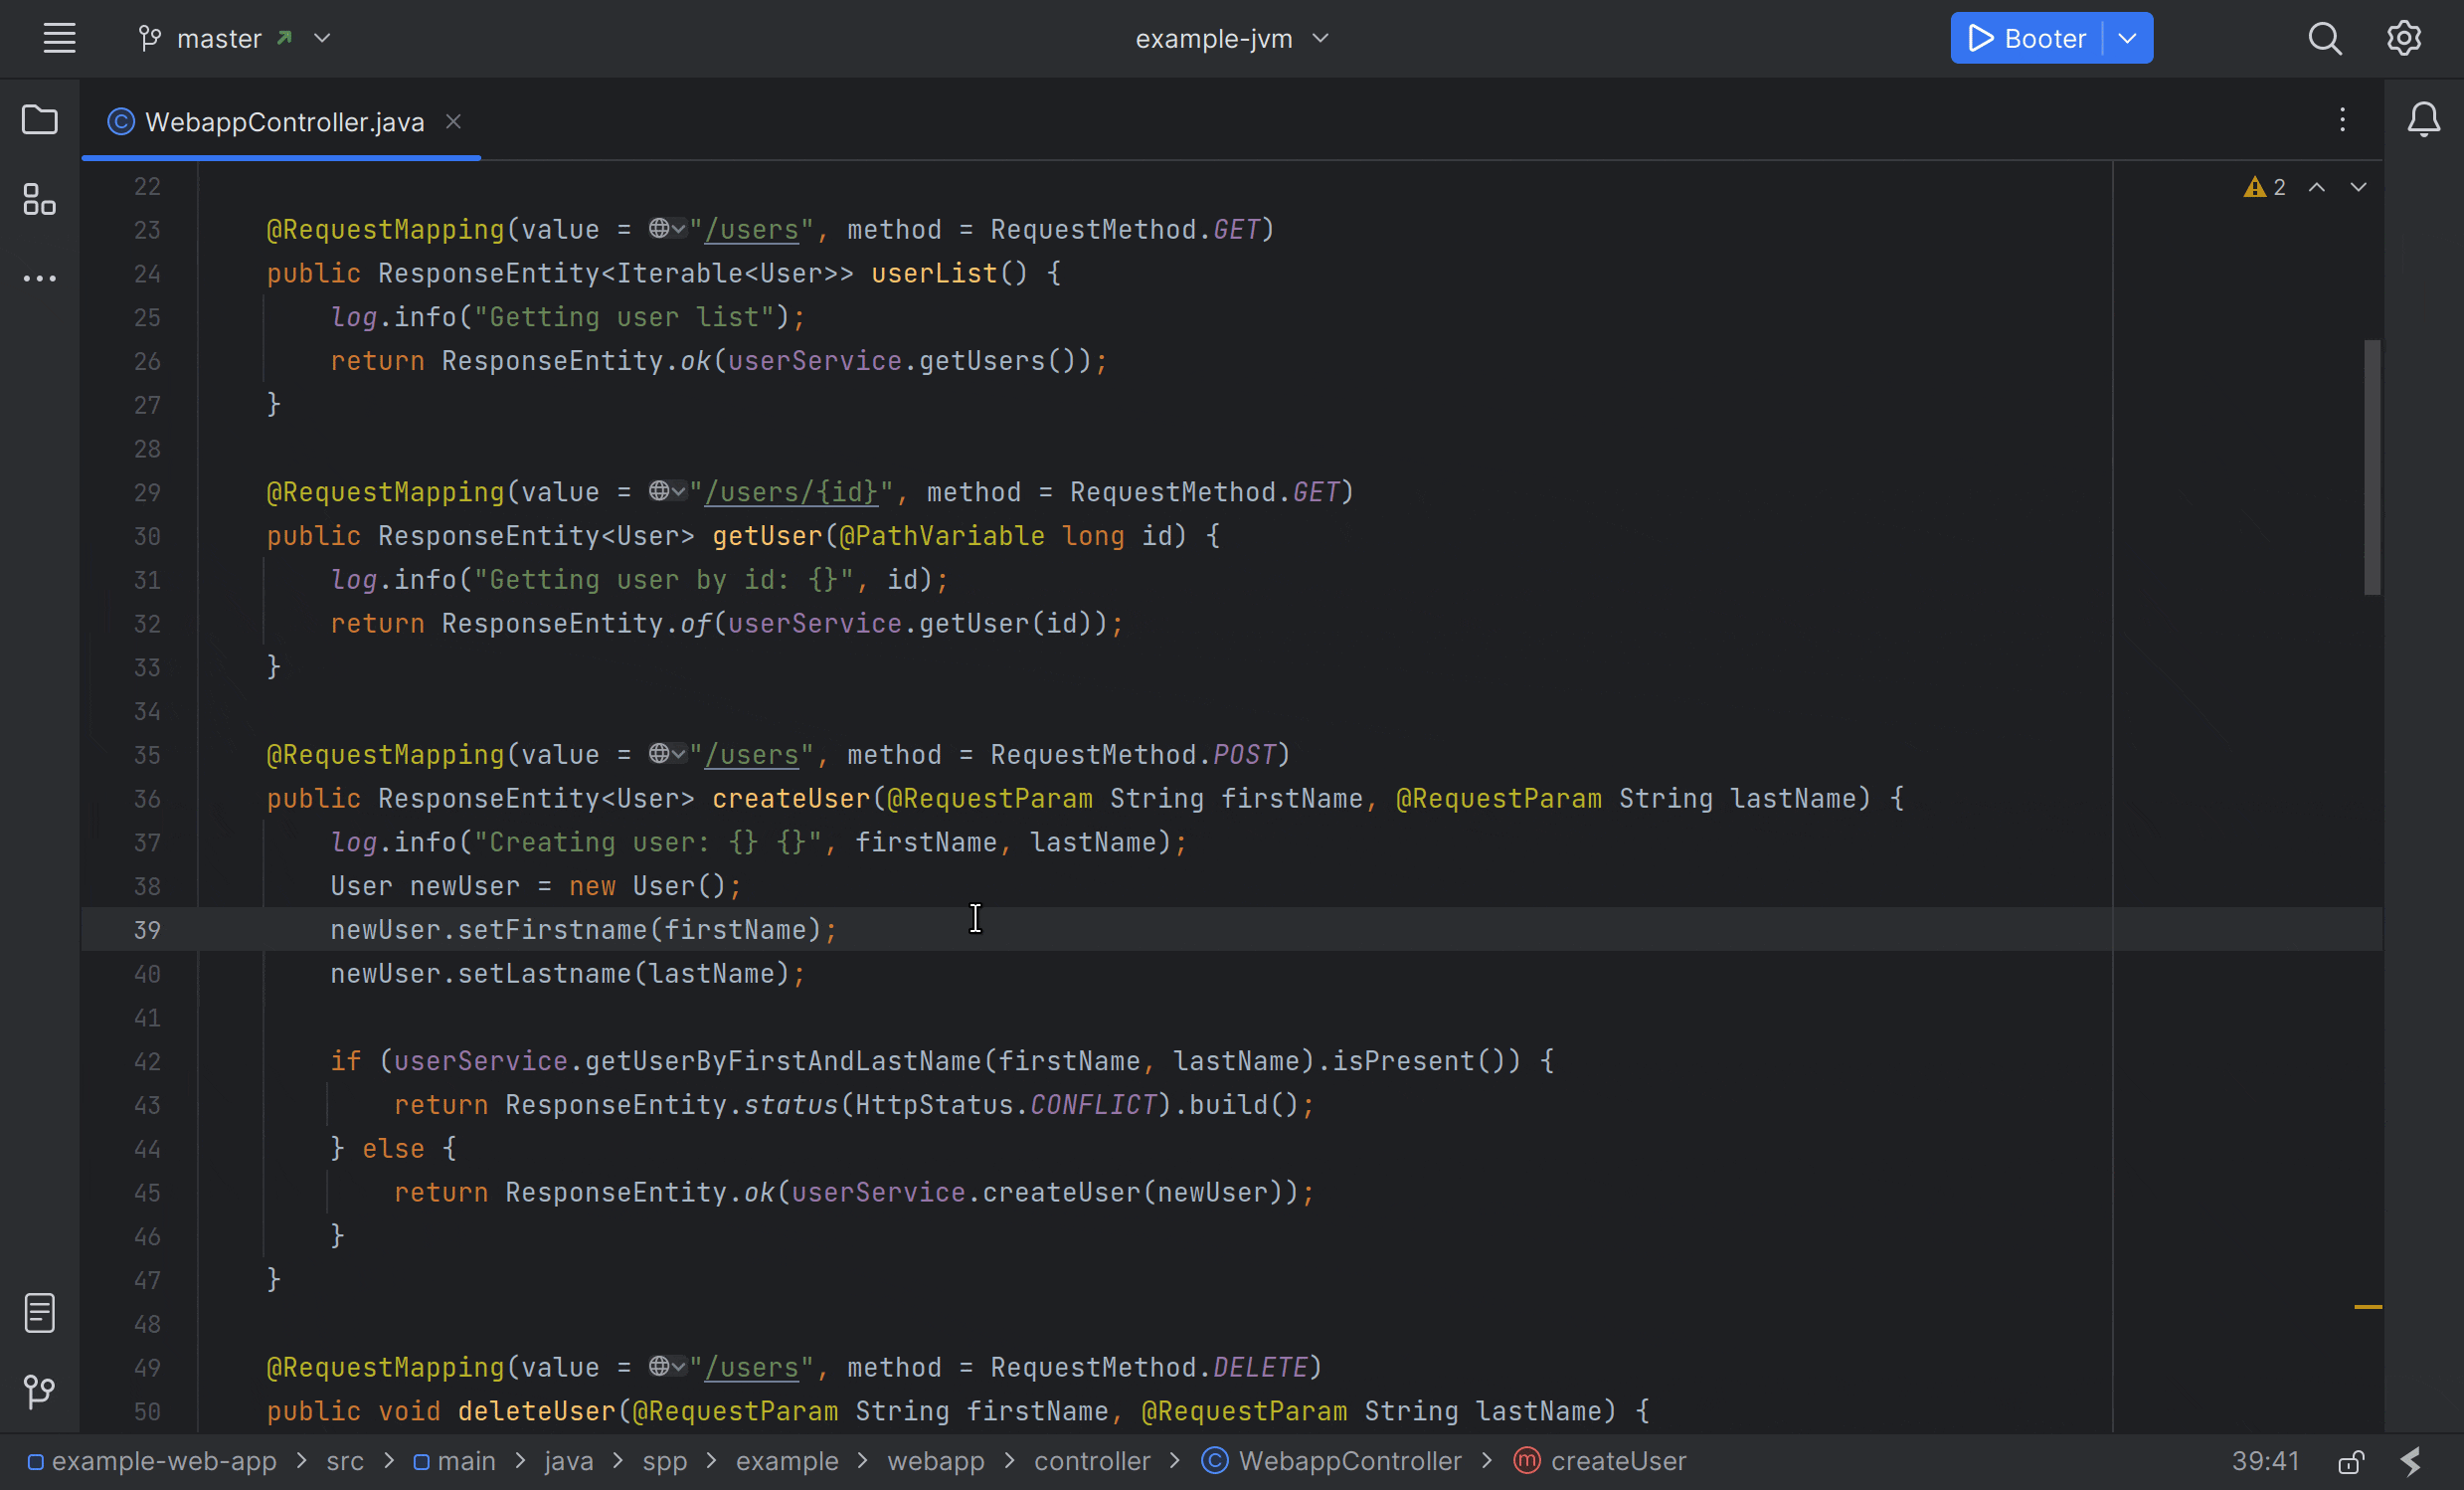 master
example-jvm
Booter
WebappController.java
2
22
23 @RequestMapping(value = "/users", method = RequestMethod.GET)
24 public ResponseEntity<Iterable<User>> userList() {
25 log.info("Getting user list");
26 return ResponseEntity.ok(userService.getUsers());
27 }
28
29 @RequestMapping(value = "/users/{id}", method = RequestMethod.GET)
30 public ResponseEntity<User> getUser(@PathVariable long id) {
31 log.info("Getting user by id: {}", id);
32 return ResponseEntity.of(userService.getUser(id));
33 }
34
35 @RequestMapping(value = "/users", method = RequestMethod.POST)
36 public ResponseEntity<User> createUser(@RequestParam String firstName, @RequestParam String lastName) {
37 log.info("Creating user: {} {}", firstName, lastName);
38 User newUser = new User();
39 newUser.setFirstname(firstName);
40 newUser.setLastname(lastName);
41
42 if (userService.getUserByFirstAndLastName(firstName, lastName).isPresent()) {
43 return ResponseEntity.status(HttpStatus.CONFLICT).build();
44 } else {
45 return ResponseEntity.ok(userService.createUser(newUser));
46 }
47 }
48
49 @RequestMapping(value = "/users", method = RequestMethod.DELETE)
50 public void deleteUser(@RequestParam String firstName, @RequestParam String lastName) {
example-web-app > src > main > java > spp > example > webapp > controller > WebappController > createUser
39:41